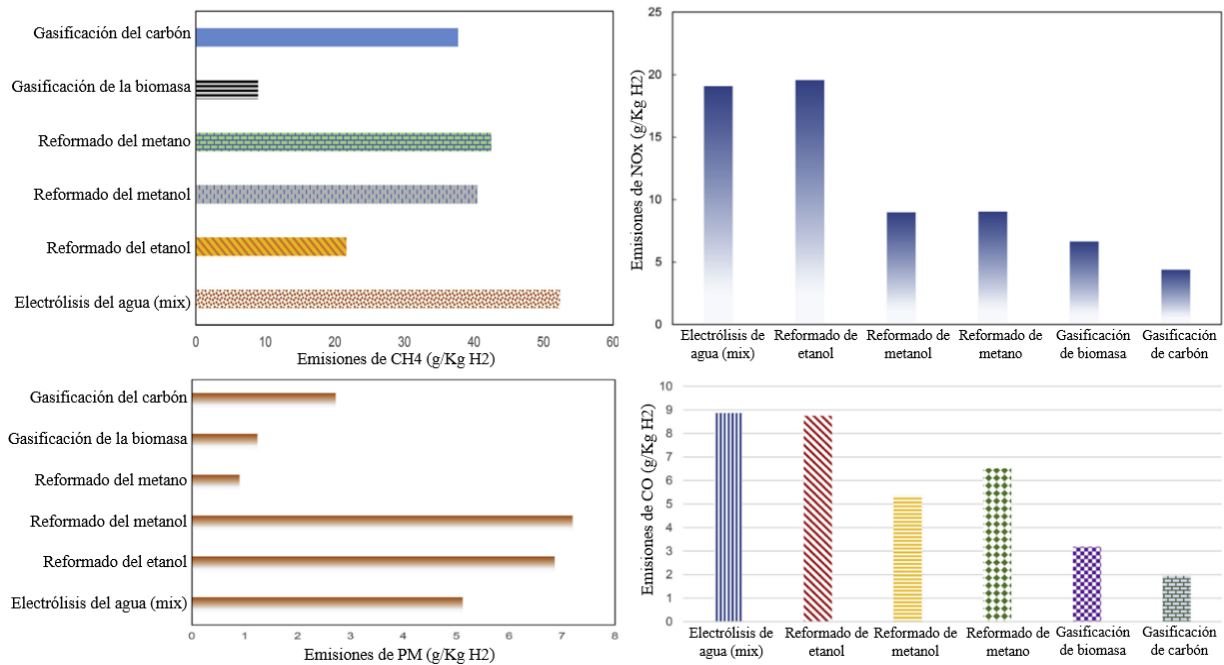 Gasificación del carbón
Gasificación de la biomasa
Reformado del metano
Reformado del metanol
Reformado del etanol
Electrólisis del agua (mix)
0 10 20 30 40 50 60
Emisiones de CH4 (g/Kg H2)
Emisiones de NOx (g/Kg H2)
25
20
15
10
5
0
Electrólisis de
agua (mix)
Reformado de
etanol
Reformado de
metanol
Reformado de
metano
Gasificación
de biomasa
Gasificación
de carbón
Gasificación del carbón
Gasificación de la biomasa
Reformado del metano
Reformado del metanol
Reformado del etanol
Electrólisis del agua (mix)
0 1 2 3 4 5 6 7 8
Emisiones de PM (g/Kg H2)
Emisiones de CO (g/Kg H2)
10
9
8
7
6
5
4
3
2
1
0
Electrólisis de
agua (mix)
Reformado de
etanol
Reformado de
metanol
Reformado de
metano
Gasificación
de biomasa
Gasificación
de carbón